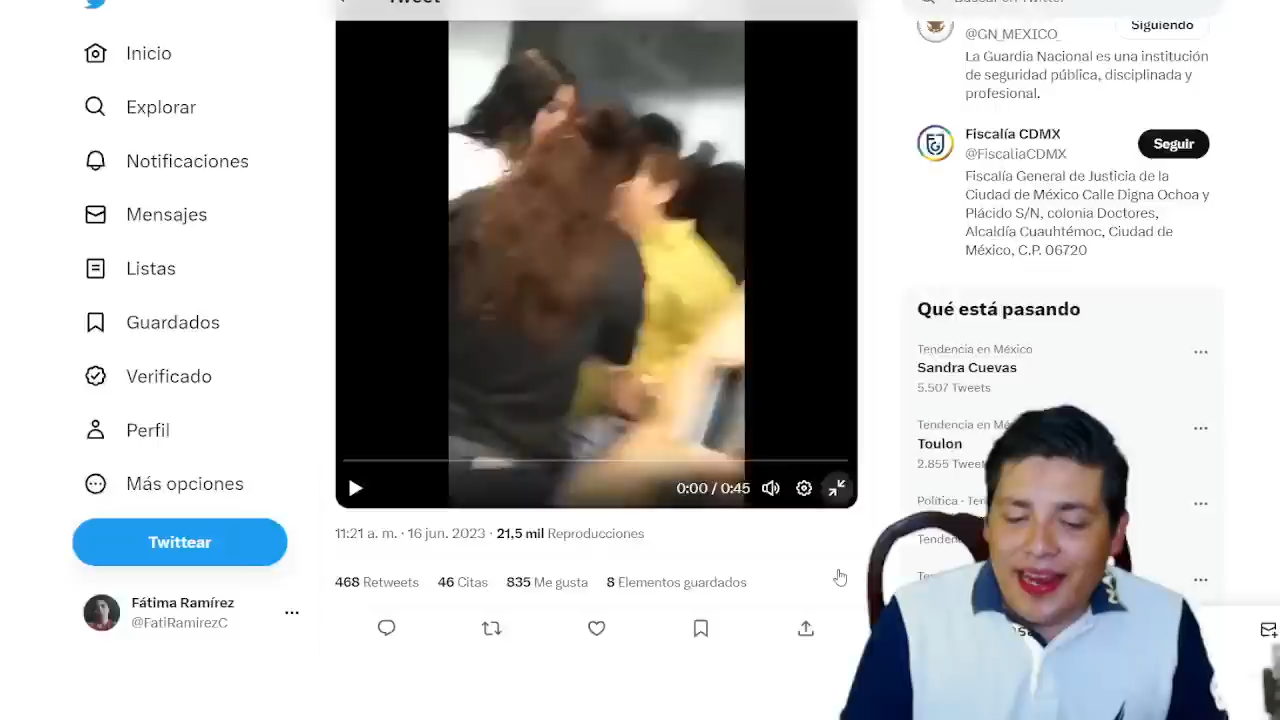 Tweet
Inicio
Explorar
Notificaciones
Mensajes
Listas
Guardados
Verificado
Perfil
Más opciones
Twittear
Fátima Ramírez
@FatiRamirezC
0:00 / 0:45
11:21 a. m. · 16 jun. 2023 · 21,5 mil Reproducciones
468 Retweets 46 Citas 835 Me gusta 8 Elementos guardados
Buscar en Twitter
@GN_MEXICO_
Siguiendo
La Guardia Nacional es una institución
de seguridad pública, disciplinada y
profesional.
Fiscalía CDMX
@FiscaliaCDMX
Seguir
Fiscalía General de Justicia de la
Ciudad de México Calle Digna Ochoa y
Plácido S/N, colonia Doctores,
Alcaldía Cuauhtémoc, Ciudad de
México, C.P. 06720
Qué está pasando
Tendencia en México
Sandra Cuevas
5.507 Tweets
Tendencia en
Toulon
2.855
Política ·